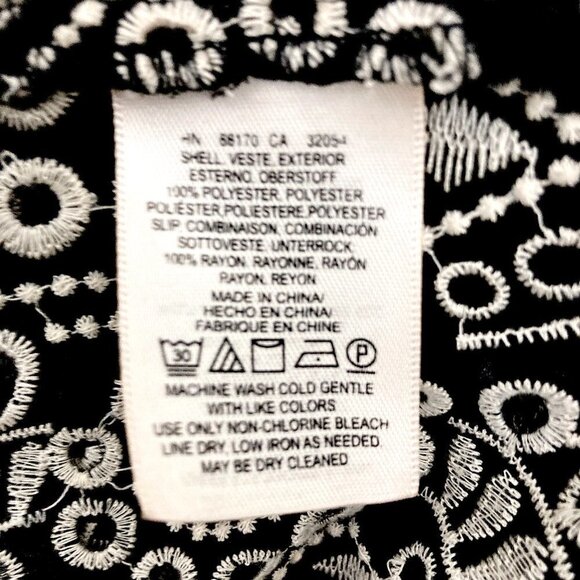 RN 66170 CA 32054
SHELL, VESTE, EXTERIOR
ESTERNO, OBERSTOFF
100% POLYESTER, POLYESTER
POLIÉSTER, POLIESTERE, POLYESTER
SLIP, COMBINAISON, COMBINACIÓN
SOTTOVESTE, UNTERROCK
100% RAYON, RAYONNE, RAYÓN
RAYON, REYON
MADE IN CHINA/
HECHO EN CHINA/
FABRIQUE EN CHINE
30 P
MACHINE WASH COLD GENTLE
WITH LIKE COLORS
USE ONLY NON-CHLORINE BLEACH
LINE DRY, LOW IRON AS NEEDED
MAY BE DRY CLEANED